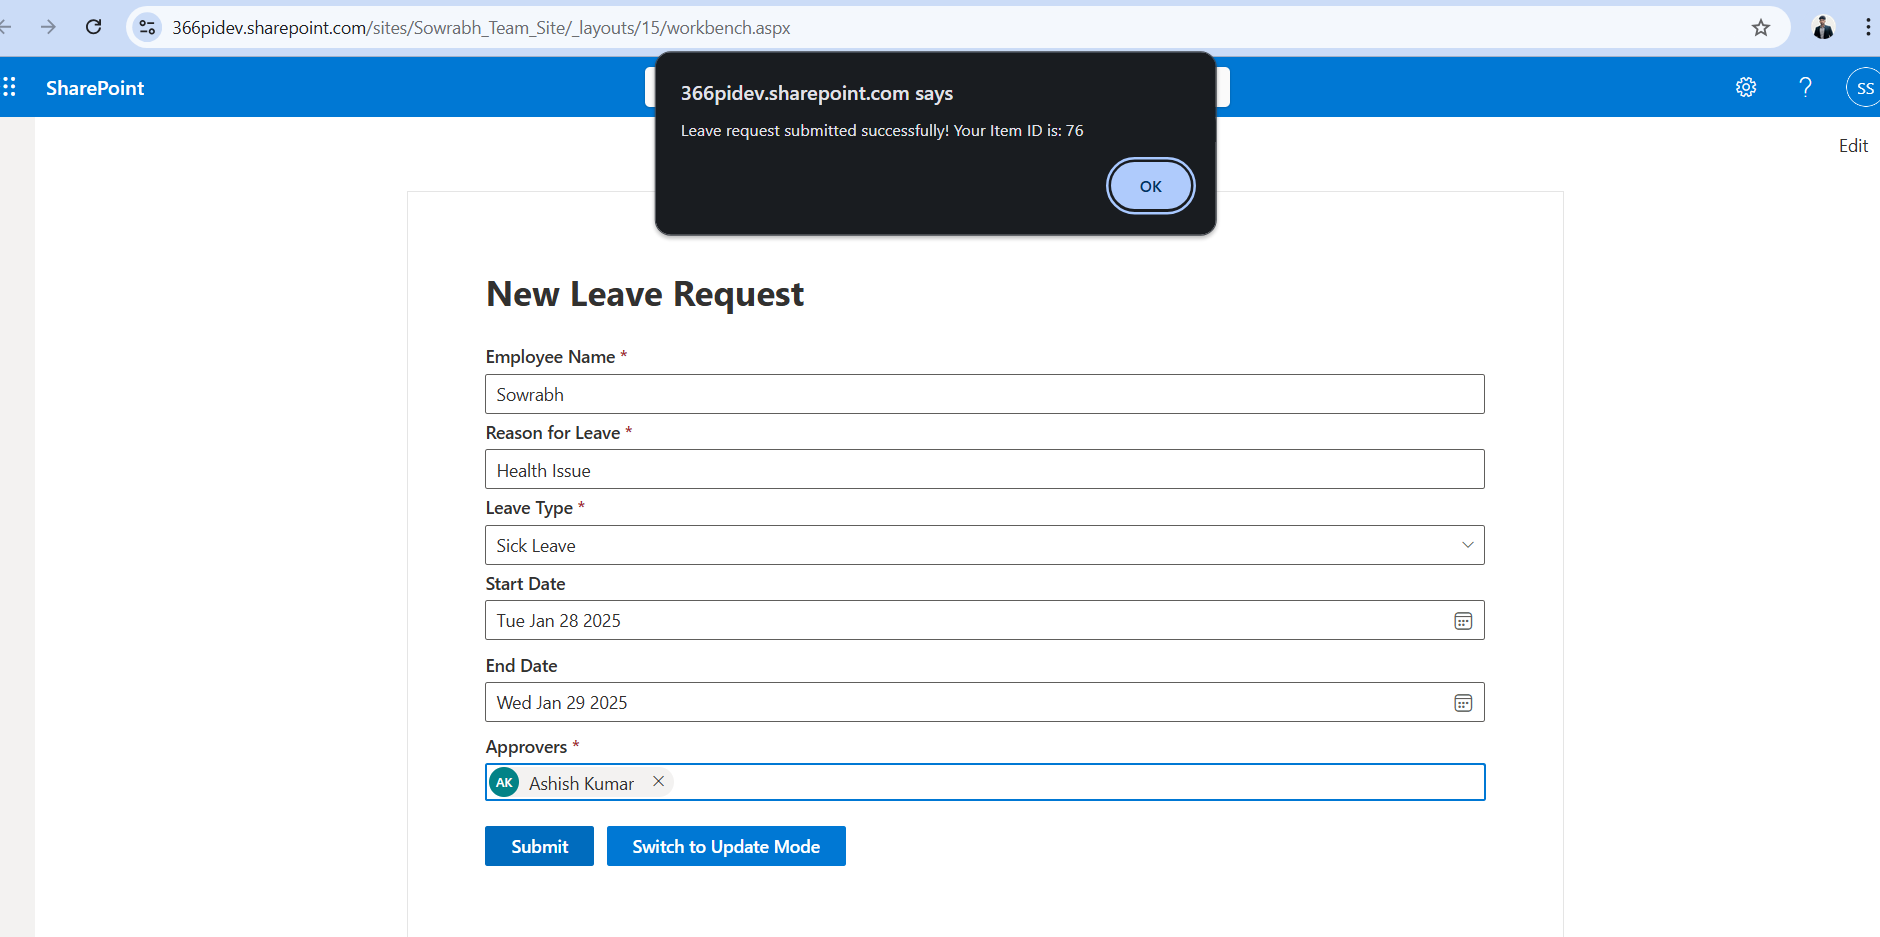 366pidev.sharepoint.com/sites/Sowrabh_Team_Site/_layouts/15/workbench.aspx
SharePoint
?
SS
366pidev.sharepoint.com says
Leave request submitted successfully! Your Item ID is: 76
OK
Edit
New Leave Request
Employee Name *
Sowrabh
Reason for Leave *
Health Issue
Leave Type *
Sick Leave
Start Date
Tue Jan 28 2025
End Date
Wed Jan 29 2025
Approvers *
AK Ashish Kumar
Submit Switch to Update Mode